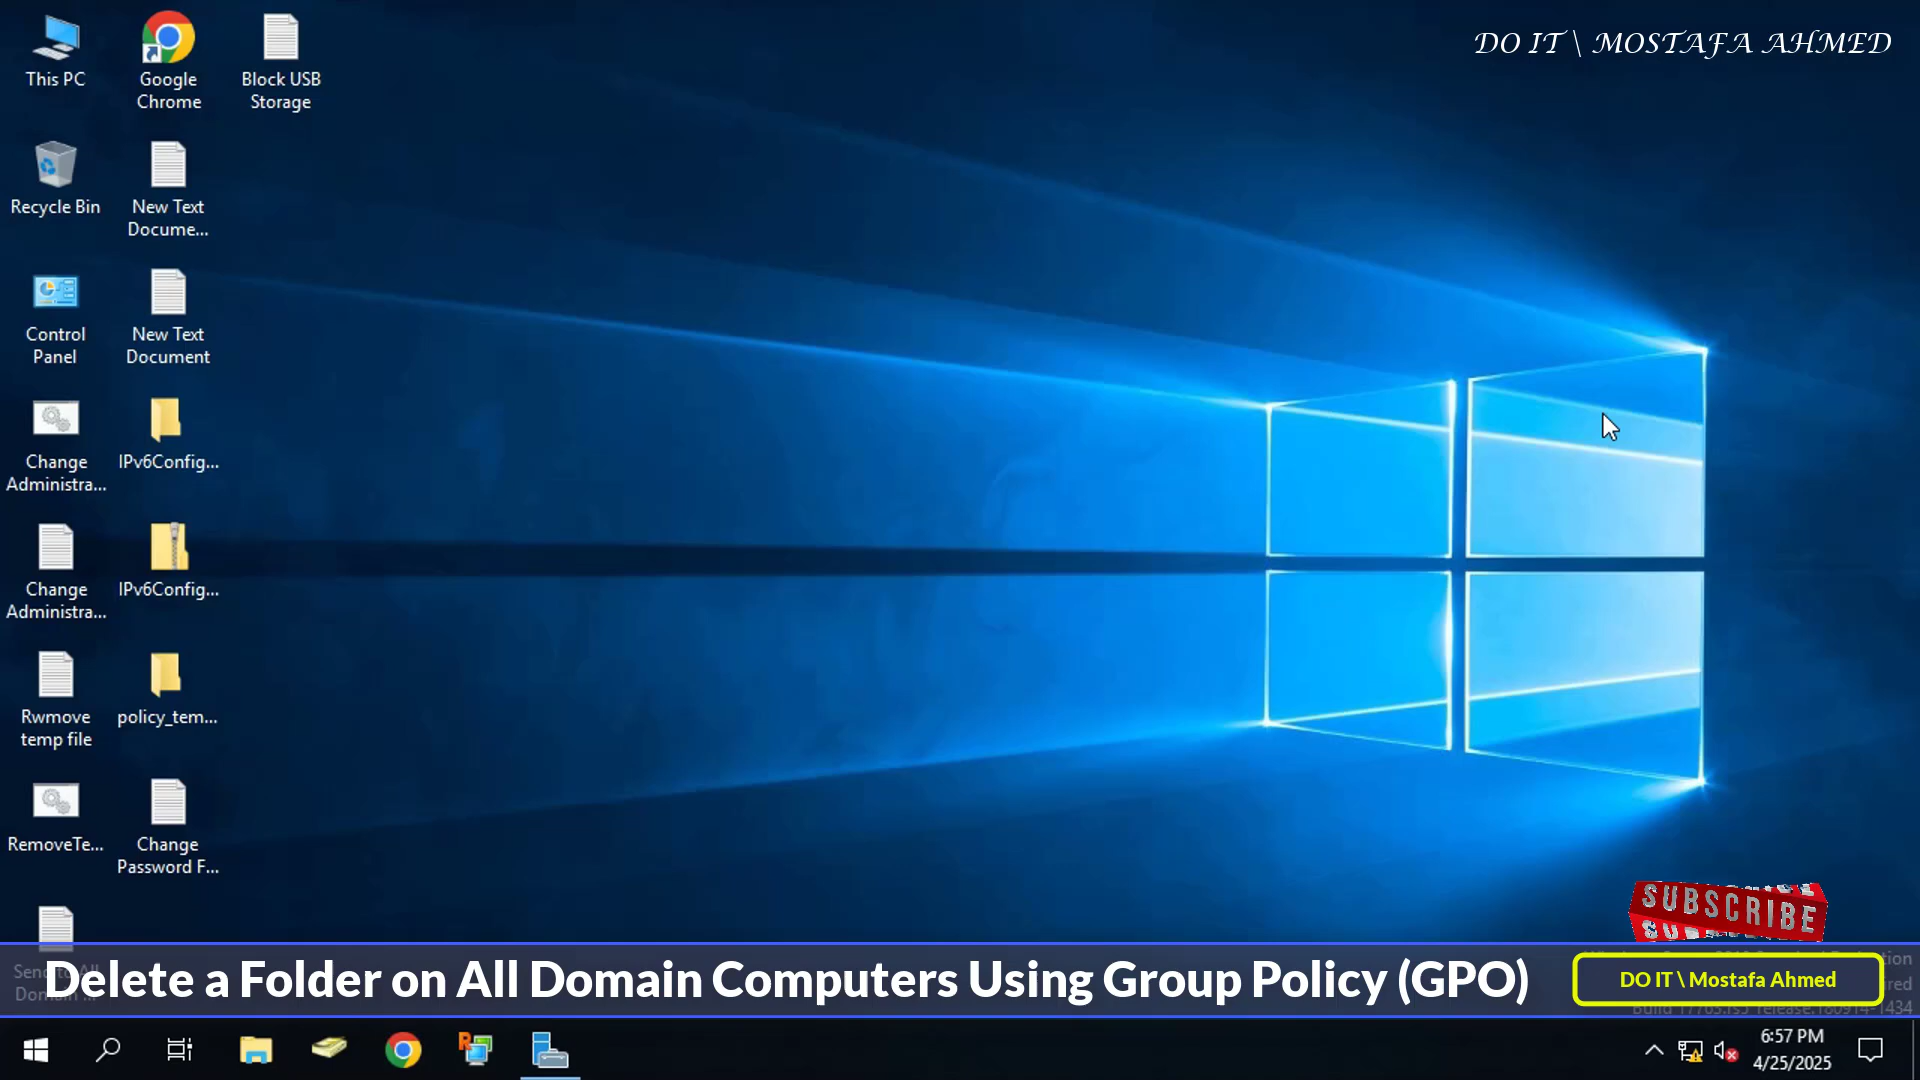 DO IT \ MOSTAFA AHMED
This PC
Google
Chrome
Block USB
Storage
Recycle Bin
New Text
Docume...
Control
Panel
New Text
Document
Change
Administra...
IPv6Config...
Change
Administra...
IPv6Config...
Rwmove
temp file
policy_tem...
RemoveTe...
Change
Password F...
SUBSCRIBE
Delete a Folder on All Domain Computers Using Group Policy (GPO)
DO IT \ Mostafa Ahmed
6:57 PM
4/25/2025